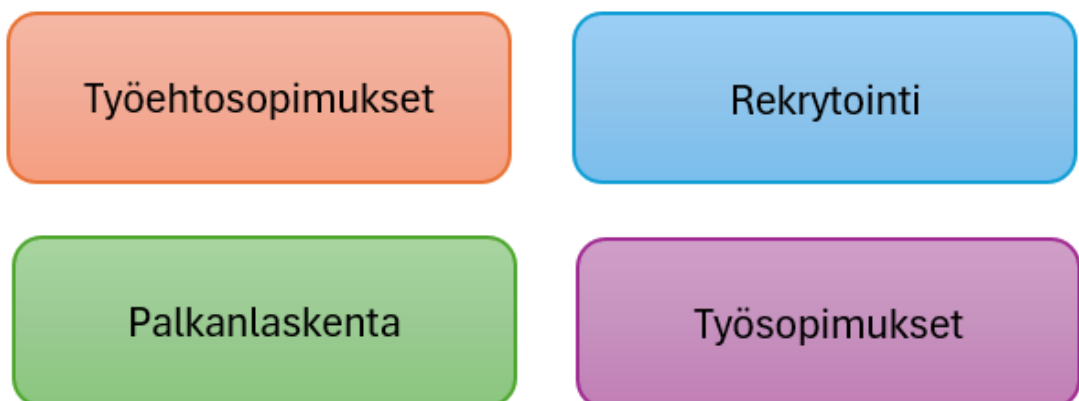 Työehtosopimukset
Rekrytointi
Palkanlaskenta
Työsopimukset